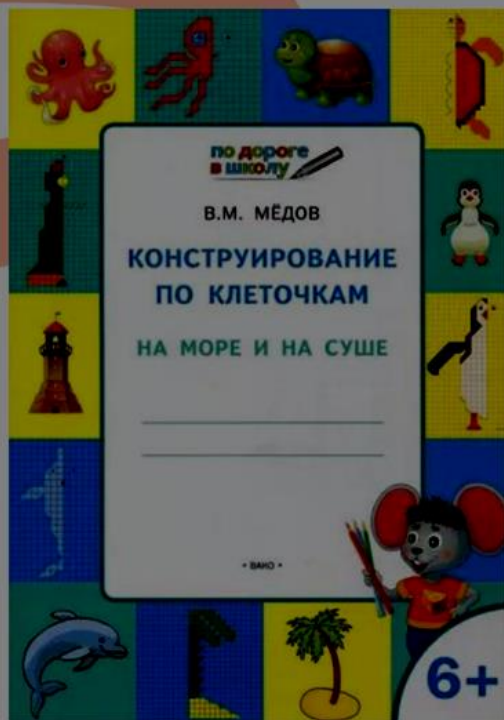 по дороге
в школу
В.М. МЁДОВ
КОНСТРУИРОВАНИЕ
ПО КЛЕТОЧКАМ
НА МОРЕ И НА СУШЕ
• ВАКО •
6+